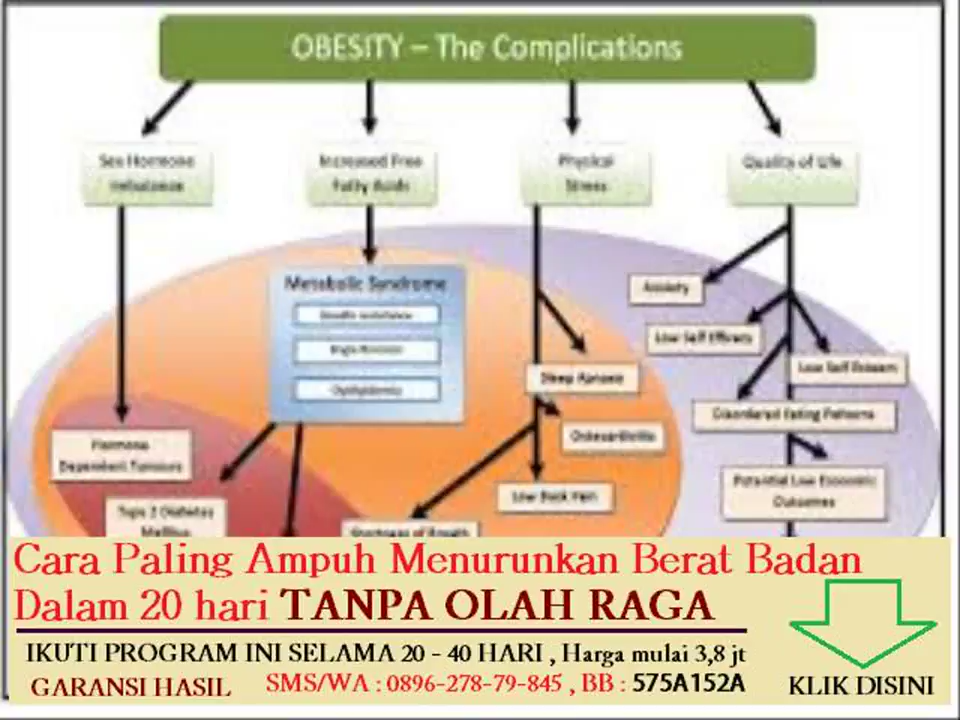 OBESITY – The Complications
Sex Hormone
Imbalance
Increased Free
Fatty Acids
Physical
Stress
Quality of Life
Metabolic Syndrome
Dyslipidemia
Anxiety
Low Self Efficacy
Low Self Esteem
Sleep Apnoea
Disordered Eating Patterns
Hormone
Dependent Tumours
Osteoarthritis
Low Back Pain
Potential Low Economic
Outcomes
Type 2 Diabetes
Mellitus
Shortness of Breath
Cara Paling Ampuh Menurunkan Berat Badan
Dalam 20 hari TANPA OLAH RAGA
IKUTI PROGRAM INI SELAMA 20 - 40 HARI , Harga mulai 3,8 jt
GARANSI HASIL SMS/WA : 0896-278-79-845 , BB : 575A152A
KLIK DISINI